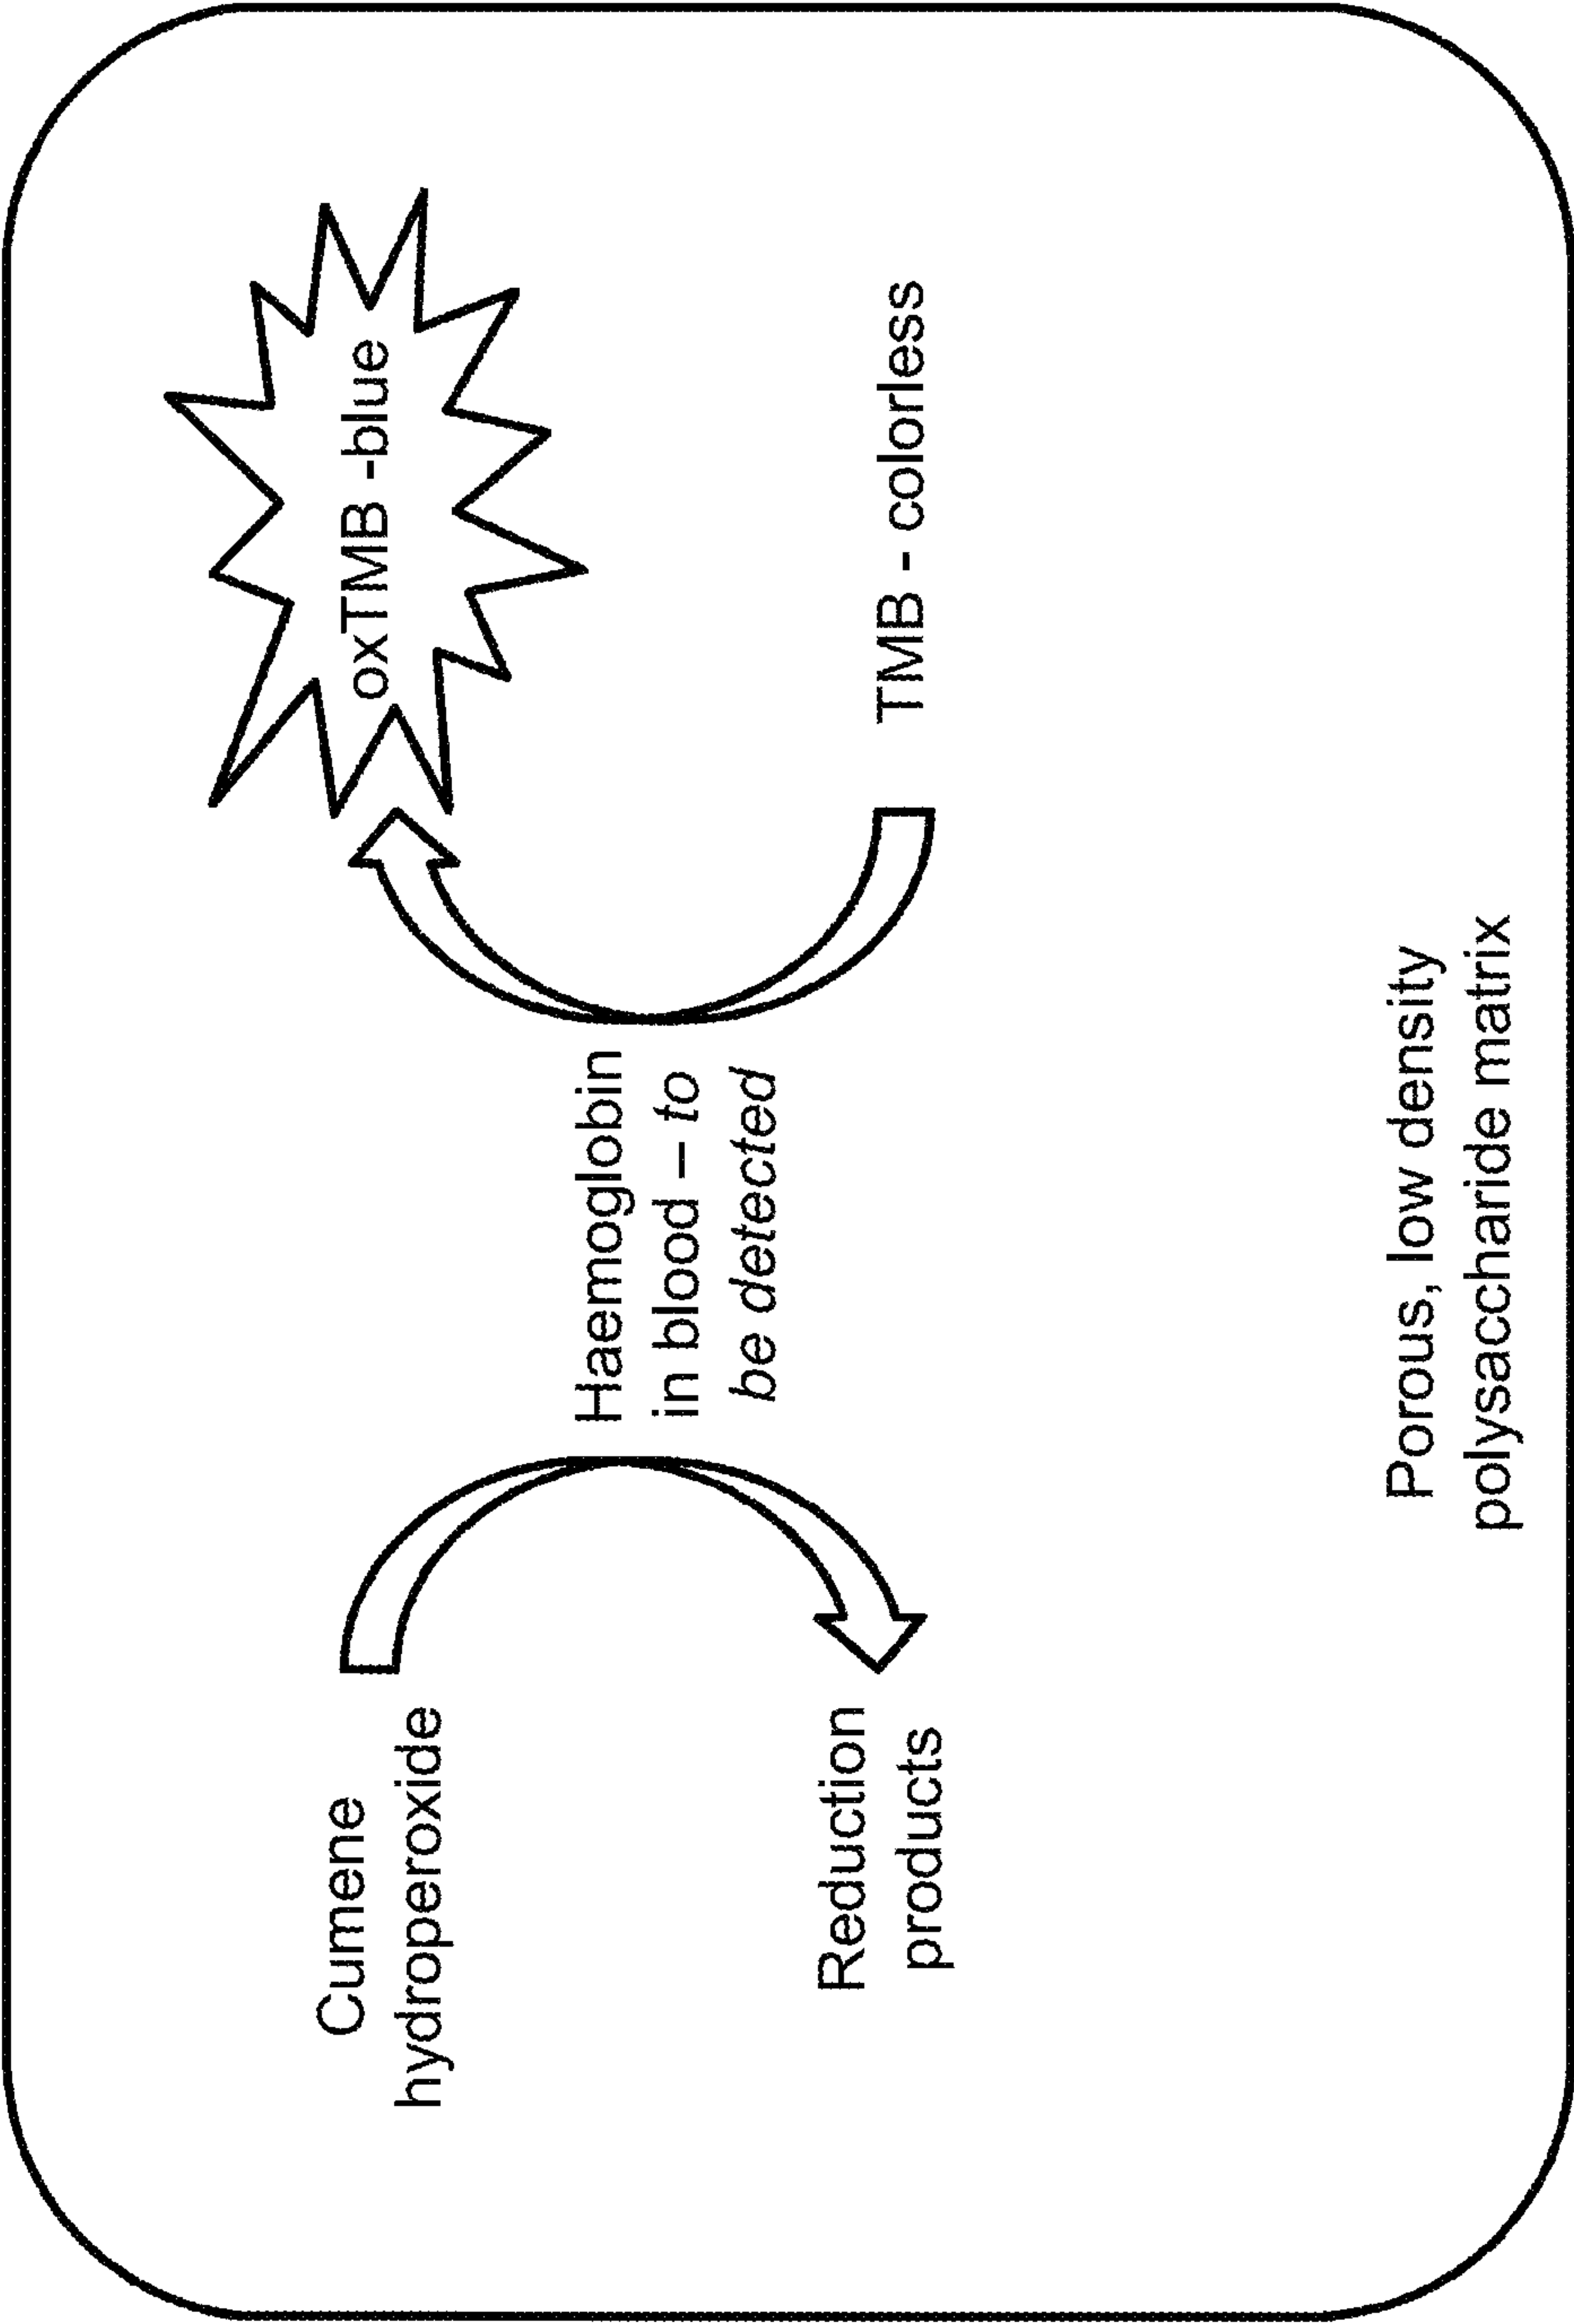 Cumene
hydroperoxide
Reduction
products
Haemoglobin
in blood – to
be detected
oxTMB -blue
TMB - colorless
Porous, low density
polysaccharide matrix